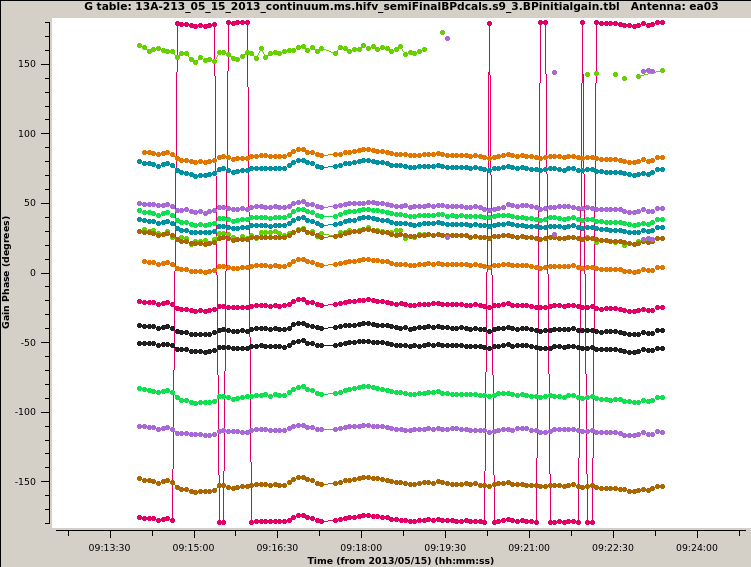 G table: 13A-213_05_15_2013_continuum.ms.hifv_semiFinalBPdcals.s9_3.BPinitialgain.tbl   Antenna: ea03
Gain Phase (degrees)
150
100
50
0
-50
-100
-150
09:13:30 09:15:00 09:16:30 09:18:00 09:19:30 09:21:00 09:22:30 09:24:00
Time (from 2013/05/15) (hh:mm:ss)